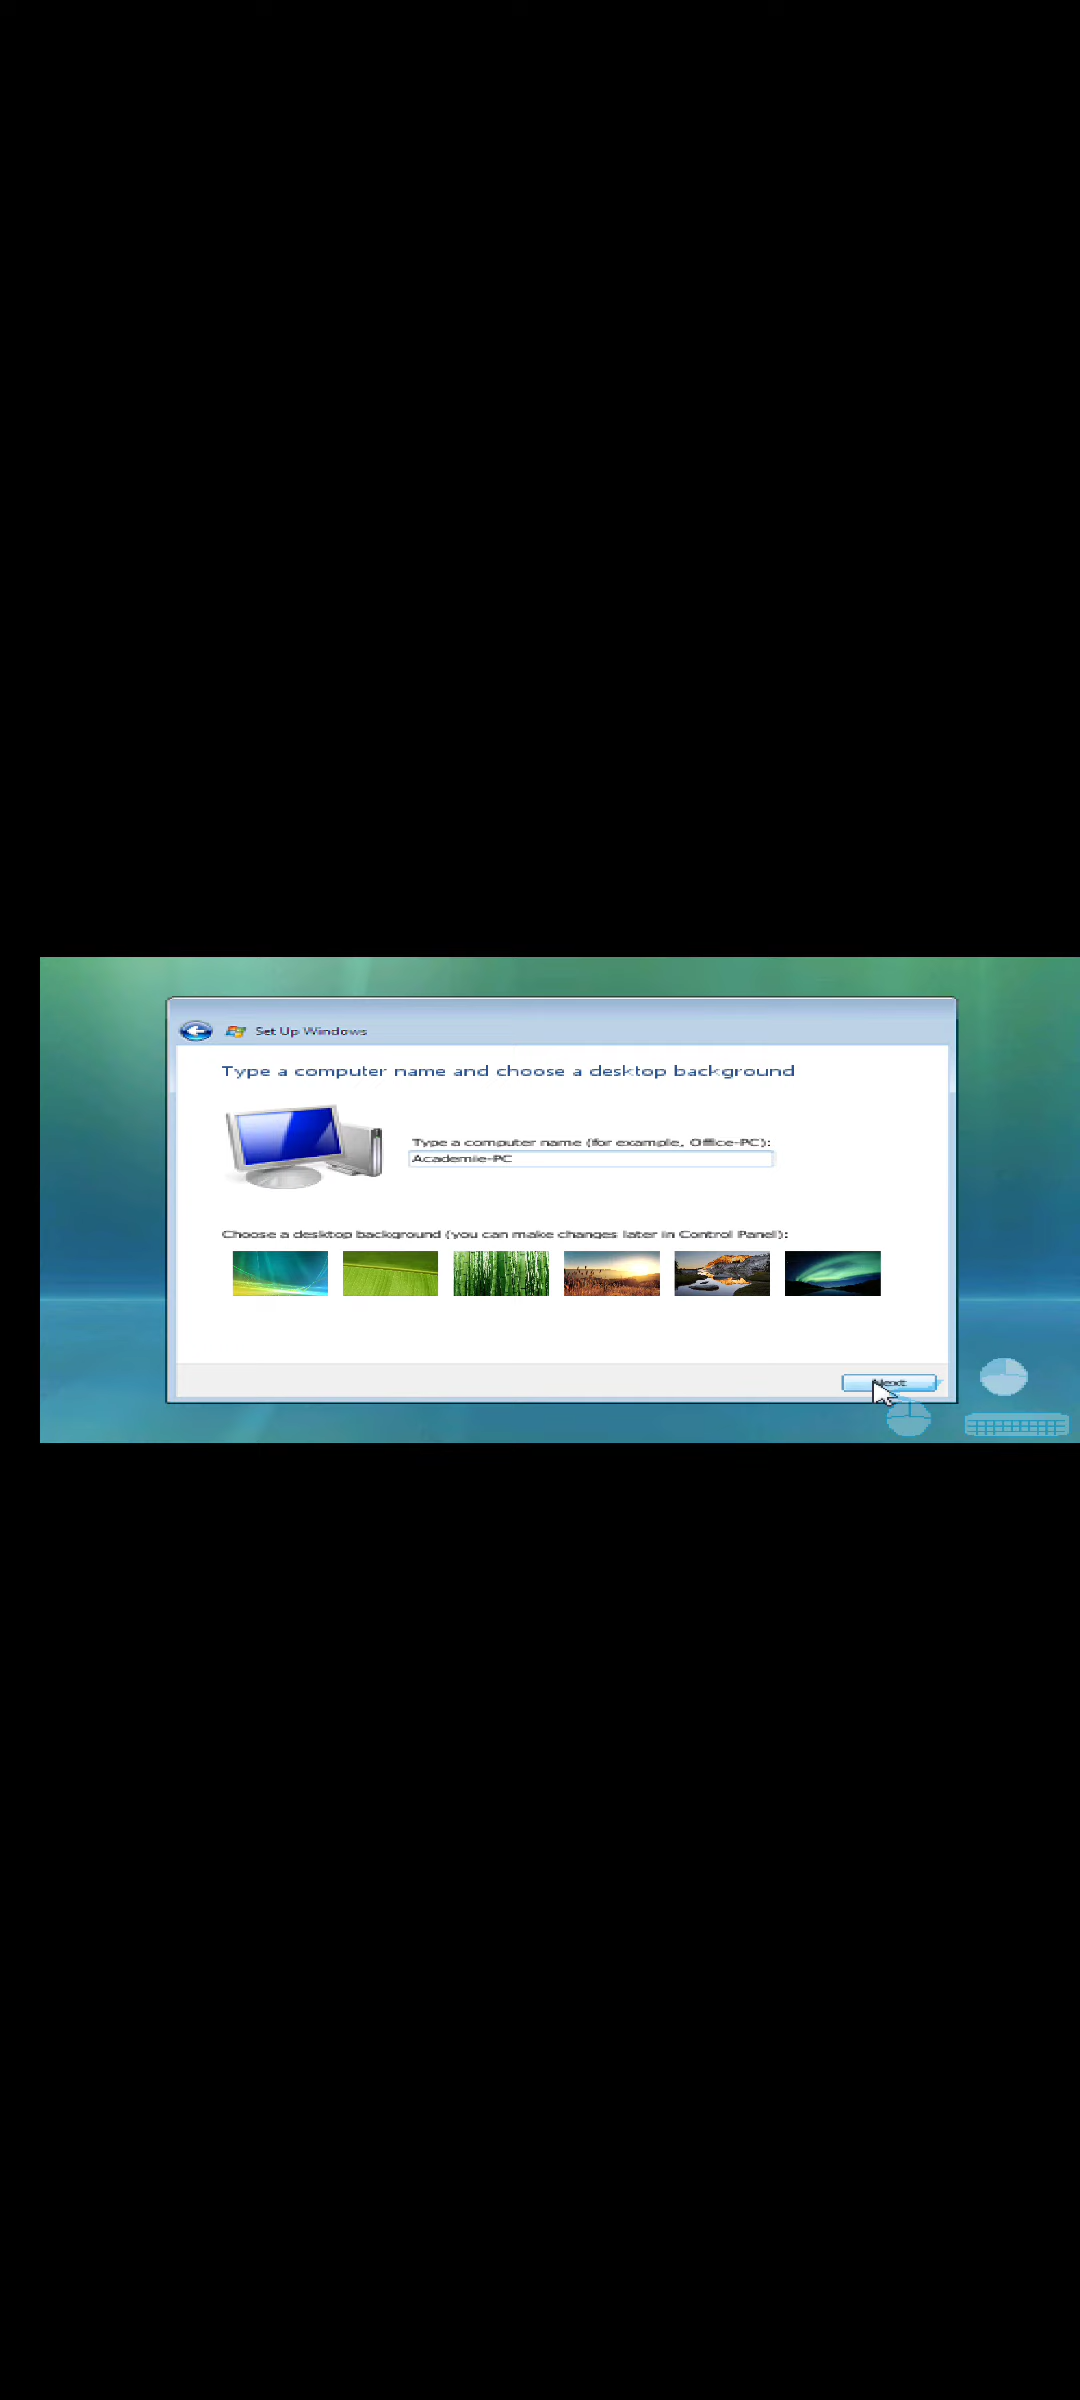 Set Up Windows
Type a computer name and choose a desktop background
Type a computer name (for example, Office-PC):
Academie-PC
Choose a desktop background (you can make changes later in Control Panel):
Next